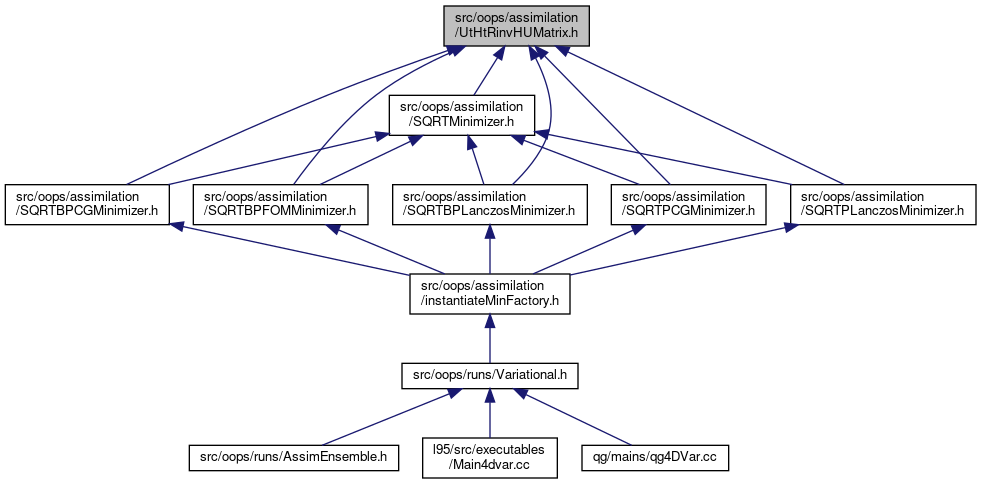 src/oops/assimilation
/UtHtRinvHUMatrix.h
src/oops/assimilation
/SQRTMinimizer.h
src/oops/assimilation
/SQRTBPCGMinimizer.h
src/oops/assimilation
/SQRTBPFOMMinimizer.h
src/oops/assimilation
/SQRTBPLanczosMinimizer.h
src/oops/assimilation
/SQRTPCGMinimizer.h
src/oops/assimilation
/SQRTPLanczosMinimizer.h
src/oops/assimilation
/instantiateMinFactory.h
src/oops/runs/Variational.h
src/oops/runs/AssimEnsemble.h
l95/src/executables
/Main4dvar.cc
qg/mains/qg4DVar.cc